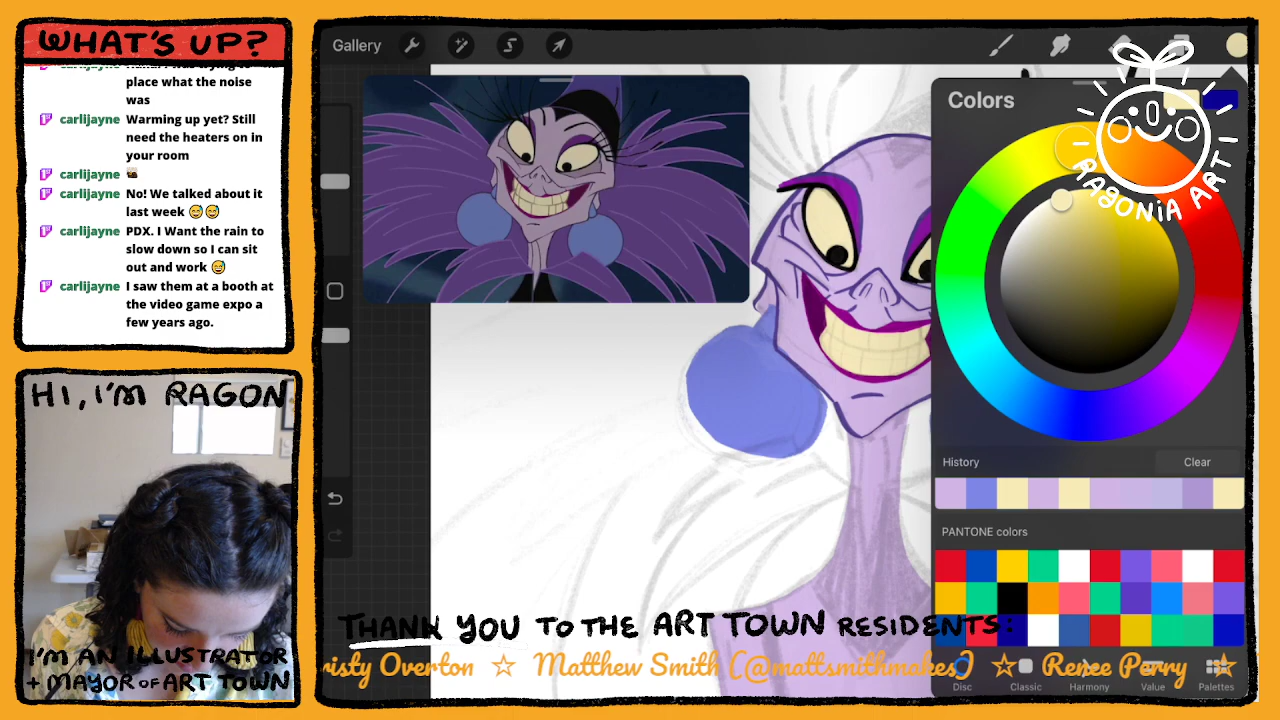 WHAT'S UP?
place what the noise
was
carlijayne Warming up yet? Still
need the heaters on in
your room
carlijayne
carlijayne No! We talked about it
last week 😅😅
carlijayne PDX. I Want the rain to
slow down so I can sit
out and work 😅
carlijayne I saw them at a booth at
the video game expo a
few years ago.
HI, I'M RAGON
I'M AN ILLUSTRATOR
+ MAYOR OF ART TOWN
Gallery
Colors
RAGONIA ART
History
Clear
PANTONE colors
THANK YOU TO THE ART TOWN RESIDENTS:
risty Overton ☆ Matthew Smith (@mattsmithmakes) ☆ Renee Perry ☆
Disc
Classic
Harmony
Value
Palettes